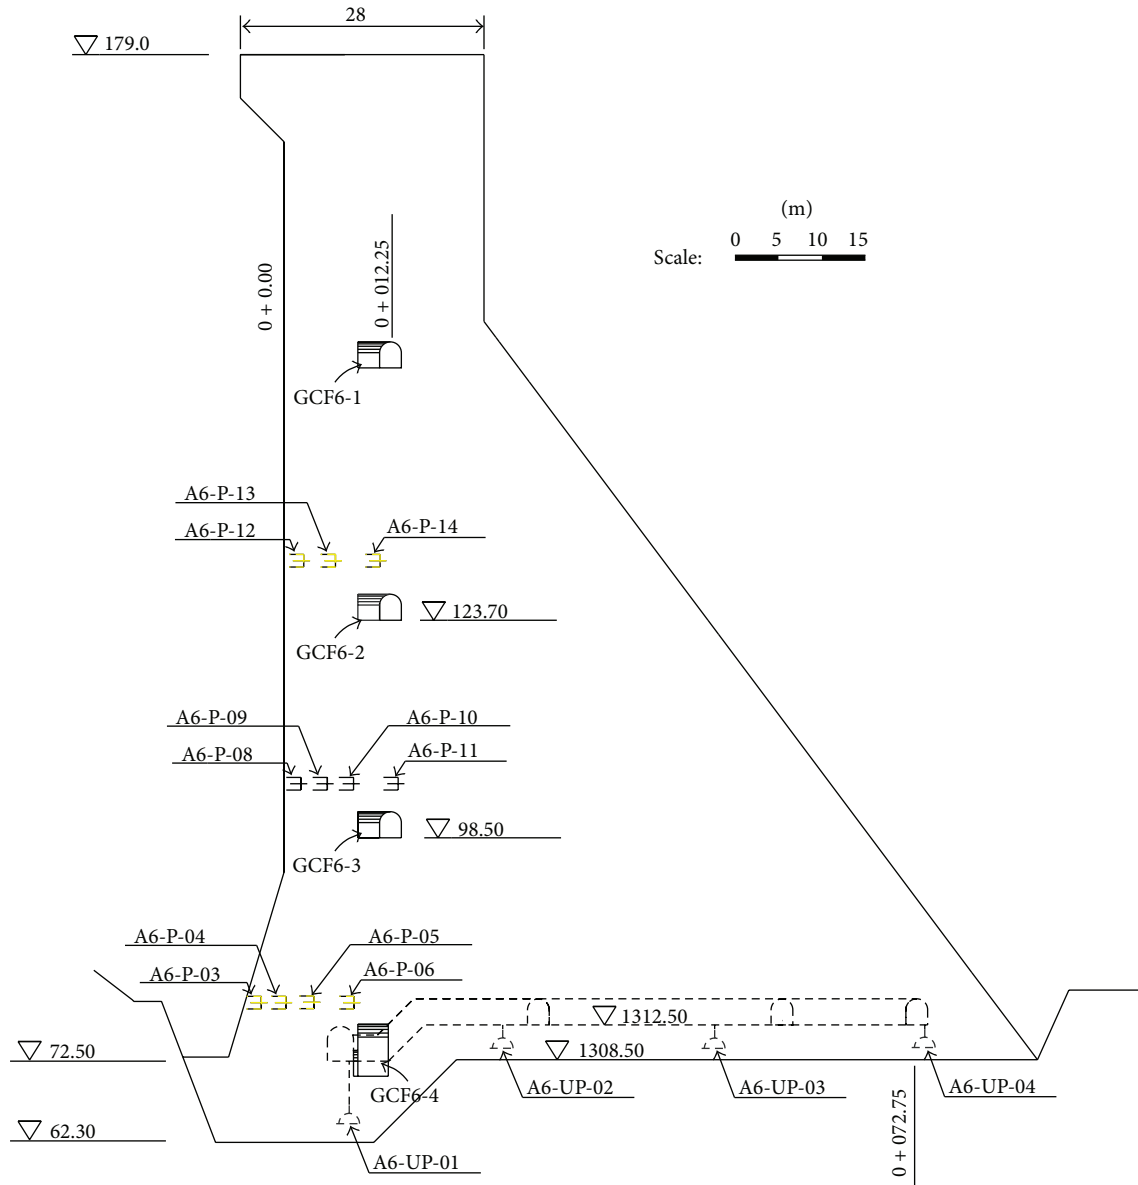 28
179.0
(m)
0 5 10 15
Scale:
0 + 0.00
0 + 012.25
GCF6-1
A6-P-13
A6-P-12
A6-P-14
123.70
GCF6-2
A6-P-09
A6-P-10
A6-P-08
A6-P-11
98.50
GCF6-3
A6-P-04
A6-P-05
A6-P-03
A6-P-06
1312.50
72.50
1308.50
GCF6-4
A6-UP-02
A6-UP-03
A6-UP-04
62.30
A6-UP-01
0 + 072.75